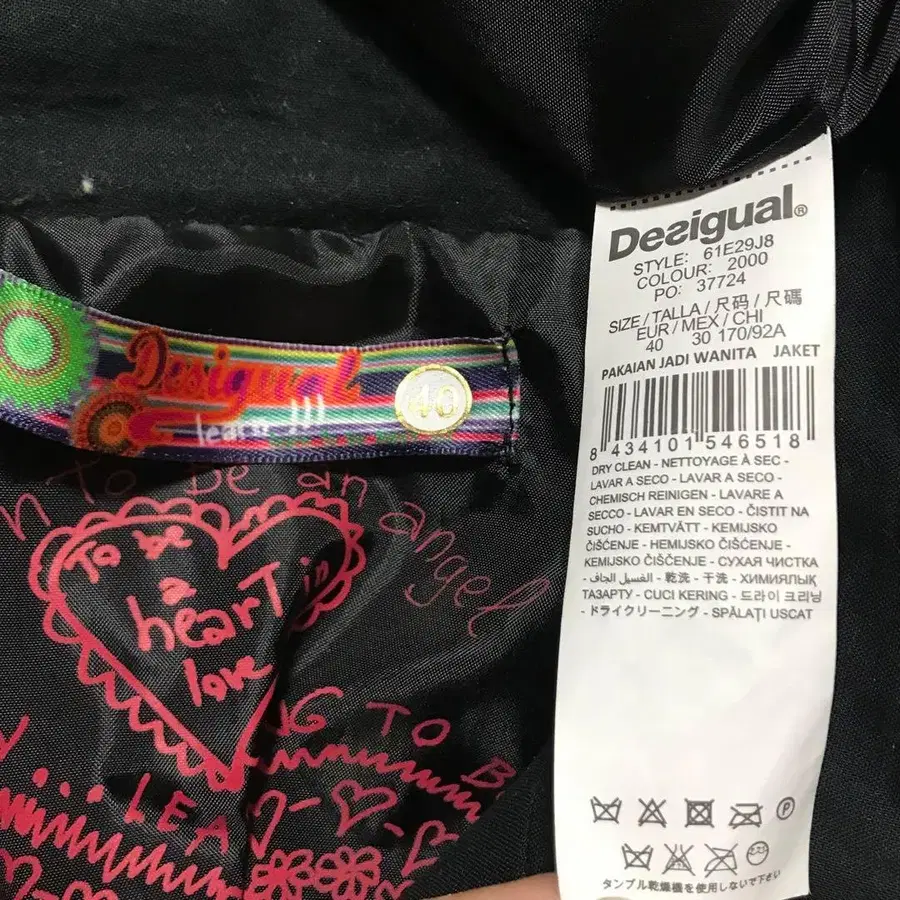 Desigual
learn !!!
40
n to be an angel
To be
a
heart in
love
NG TO B
LEA
Desigual®
STYLE: 61E29J8
COLOUR: 2000
PO: 37724
SIZE / TALLA / 尺码 / 尺碼
EUR / MEX / CHI
40 30 170/92A
PAKAIAN JADI WANITA JAKET
8 434101 546518
DRY CLEAN - NETTOYAGE À SEC -
LAVAR A SECO - LAVAR A SECO -
CHEMISCH REINIGEN - LAVARE A
SECCO - LAVAR EN SECO - ČISTIT NA
SUCHO - KEMTVÄTT - KEMIJSKO
ČIŠĆENJE - HEMIJSKO ČIŠĆENJE -
KEMIJSKO ČIŠČENJE - СУХАЯ ЧИСТКА
- الغسيل الجاف - 乾洗 - 干洗 - ХИМИЯЛЫҚ
ТАЗАРТУ - CUCI KERING - 드라이 크리닝
- ドライクリーニング - SPĂLAȚI USCAT
P
タンブル乾燥機を使用しないで下さい